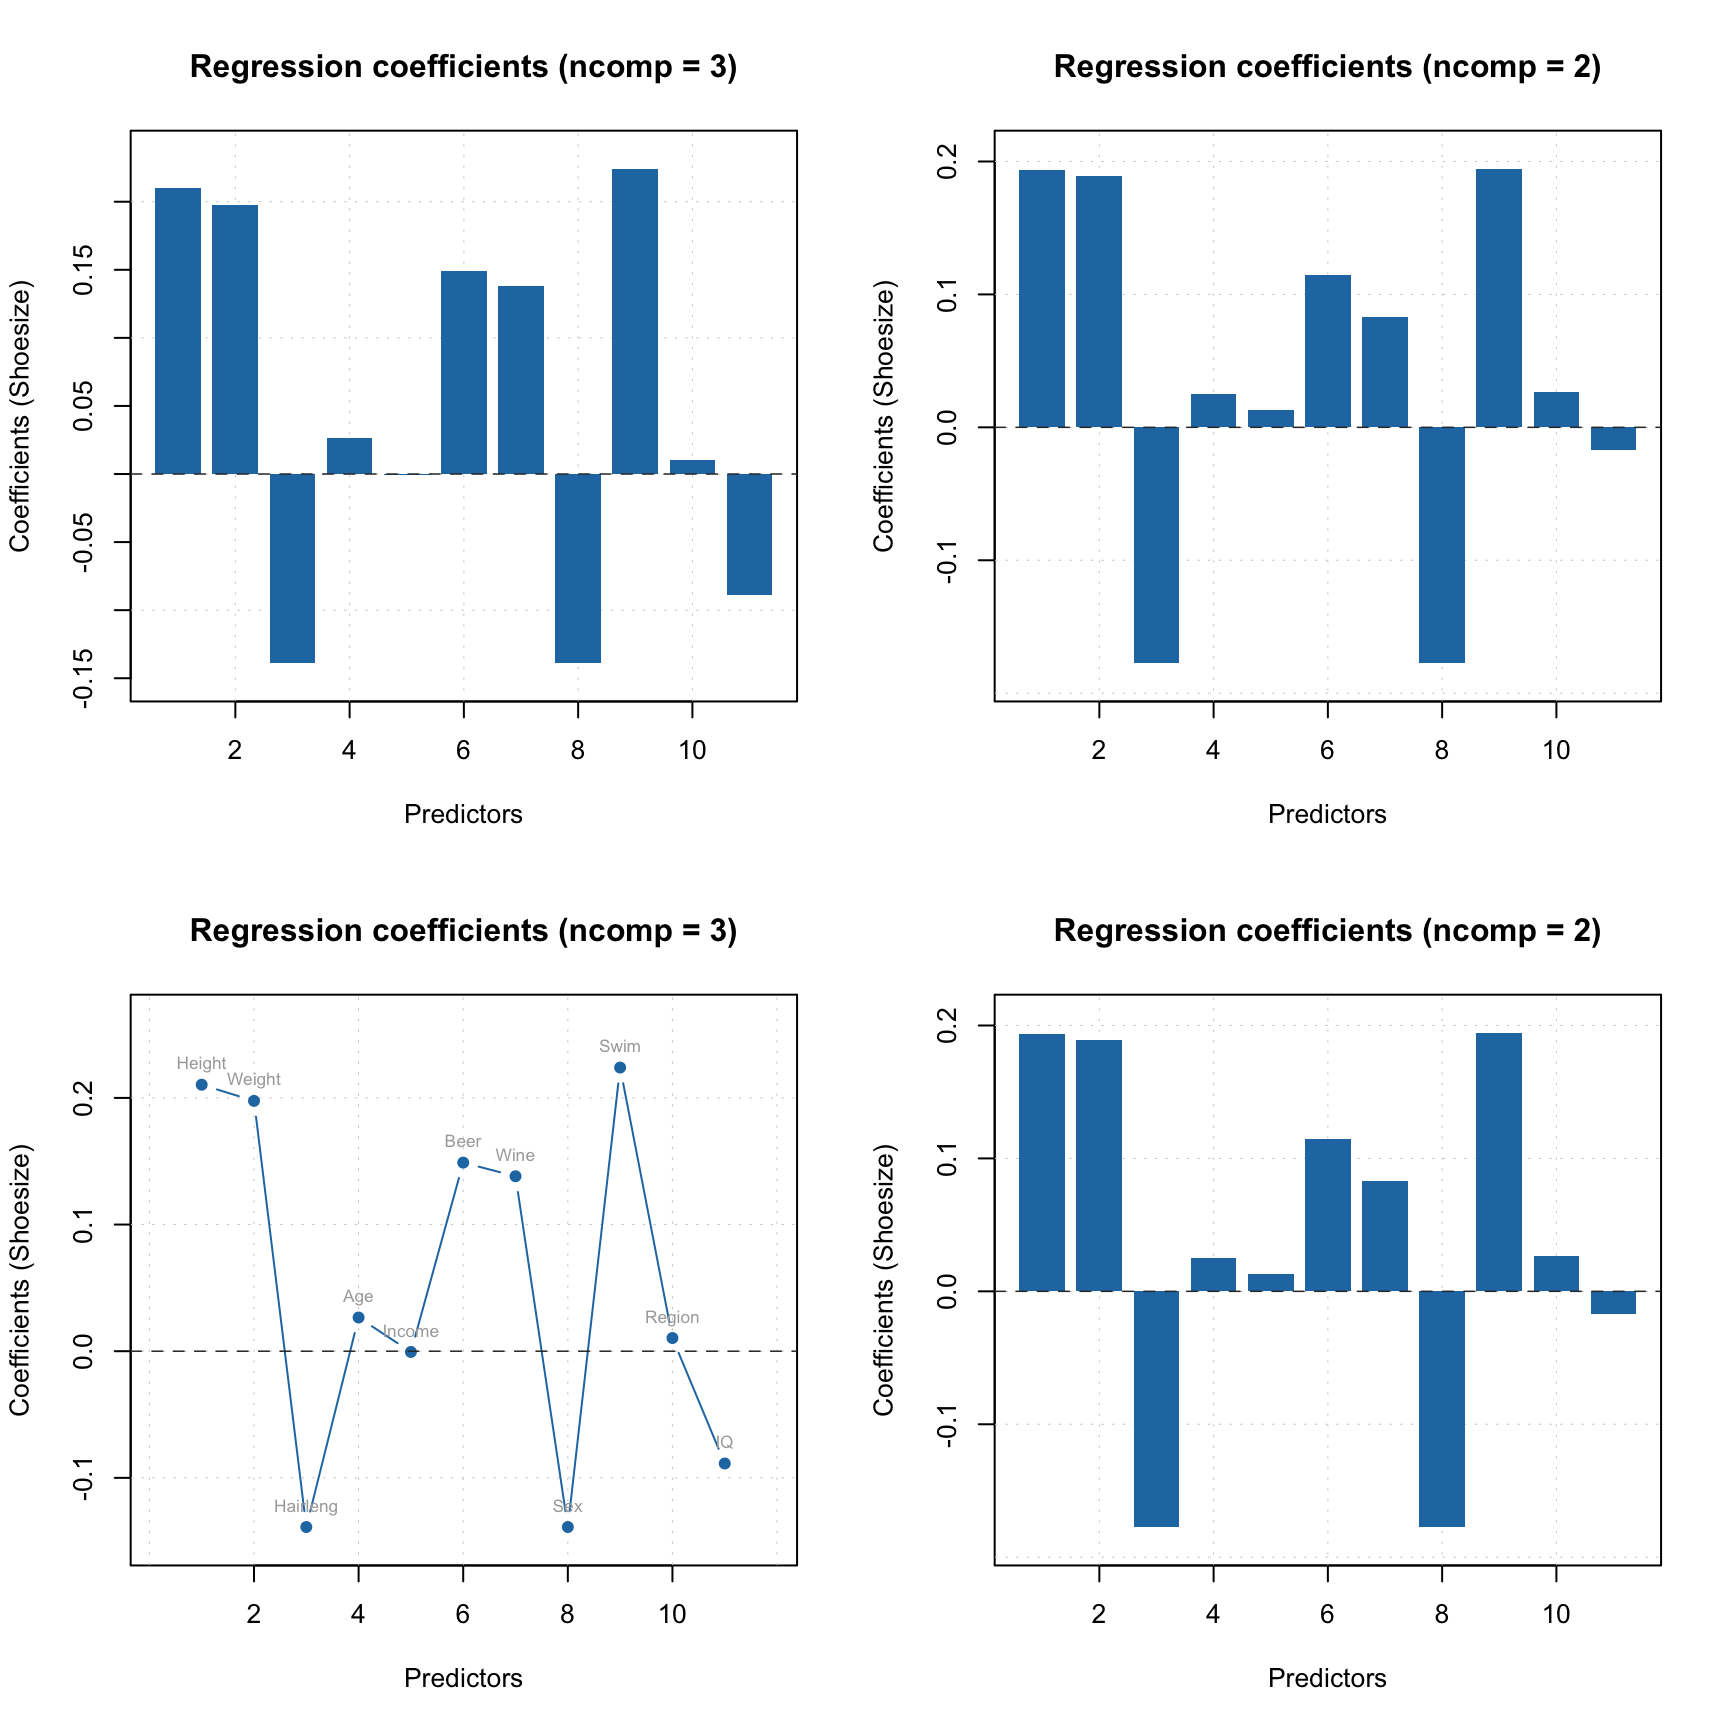 Regression coefficients (ncomp = 3)
Coefficients (Shoesize)
0.15
0.05
-0.05
-0.15
2 4 6 8 10
Predictors
Regression coefficients (ncomp = 2)
Coefficients (Shoesize)
0.2
0.1
0.0
-0.1
2 4 6 8 10
Predictors
Regression coefficients (ncomp = 3)
Coefficients (Shoesize)
0.2
0.1
0.0
-0.1
Swim
Height
Weight
Beer
Wine
Age
Region
Income
IQ
Hairleng
Sex
2 4 6 8 10
Predictors
Regression coefficients (ncomp = 2)
Coefficients (Shoesize)
0.2
0.1
0.0
-0.1
2 4 6 8 10
Predictors